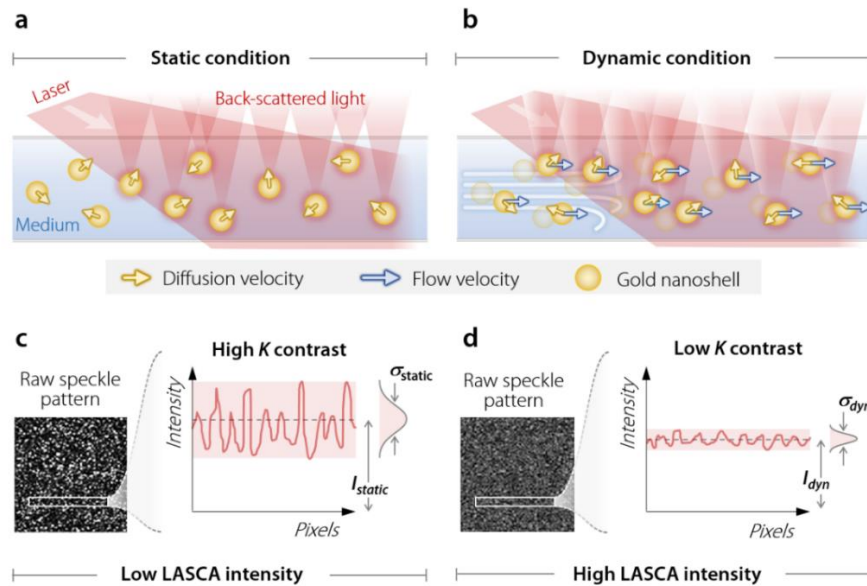 a
Static condition
Laser
Back-scattered light
Medium
b
Dynamic condition
Diffusion velocity
Flow velocity
Gold nanoshell
c
High K contrast
Raw speckle
pattern
Intensity
σstatic
Istatic
Pixels
Low LASCA intensity
d
Low K contrast
Raw speckle
pattern
Intensity
σdyn
Idyn
Pixels
High LASCA intensity